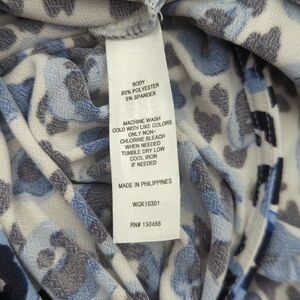 BODY
95% POLYESTER
5% SPANDEX
MACHINE WASH
COLD WITH LIKE COLORS
ONLY NON-
CHLORINE BLEACH
WHEN NEEDED
TUMBLE DRY LOW
COOL IRON
IF NEEDED
MADE IN PHILIPPINES
WGK10301
RN# 150466